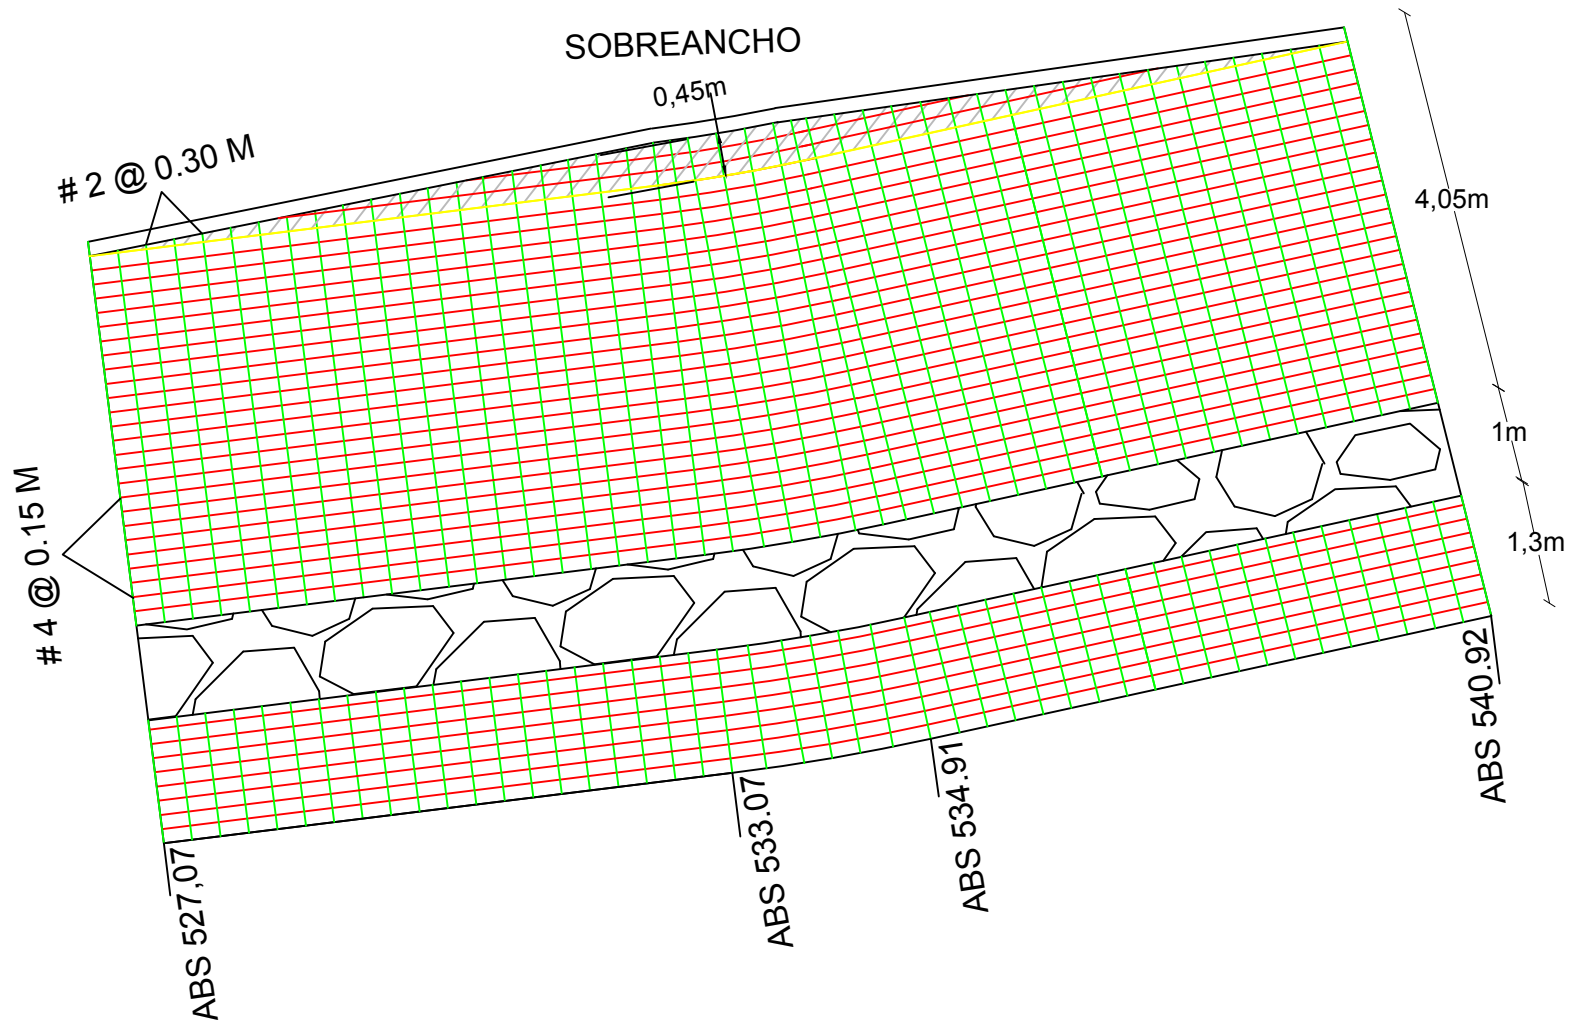 SOBREANCHO
0,45m
# 2 @ 0.30 M
4,05m
1m
1,3m
# 4 @ 0.15 M
ABS 527,07
ABS 533.07
ABS 534.91
ABS 540.92